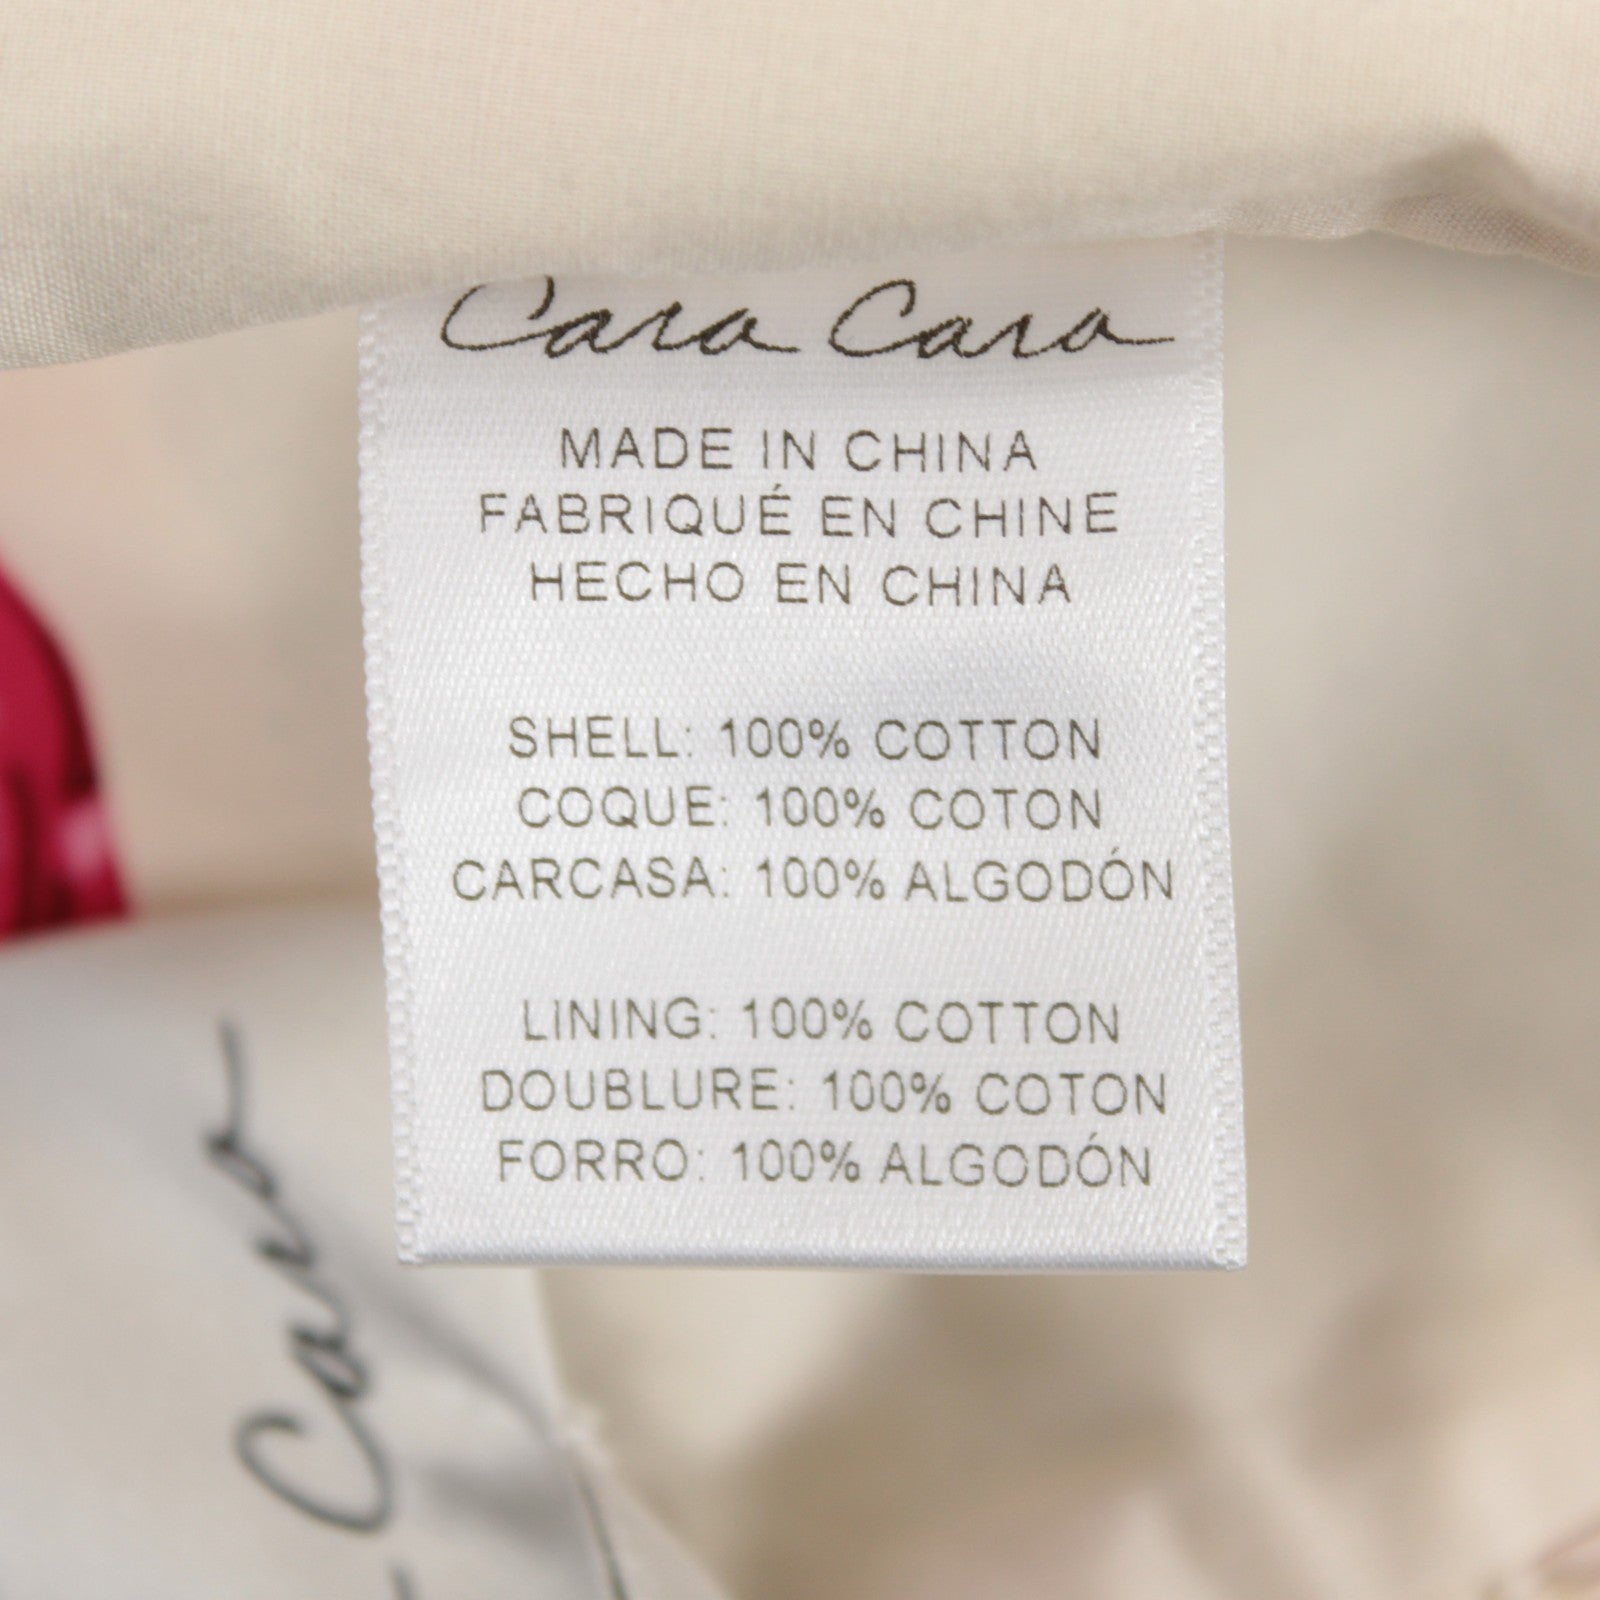 Cara Cara
MADE IN CHINA
FABRIQUÉ EN CHINE
HECHO EN CHINA
SHELL: 100% COTTON
COQUE: 100% COTON
CARCASA: 100% ALGODÓN
LINING: 100% COTTON
DOUBLURE: 100% COTON
FORRO: 100% ALGODÓN
Cara